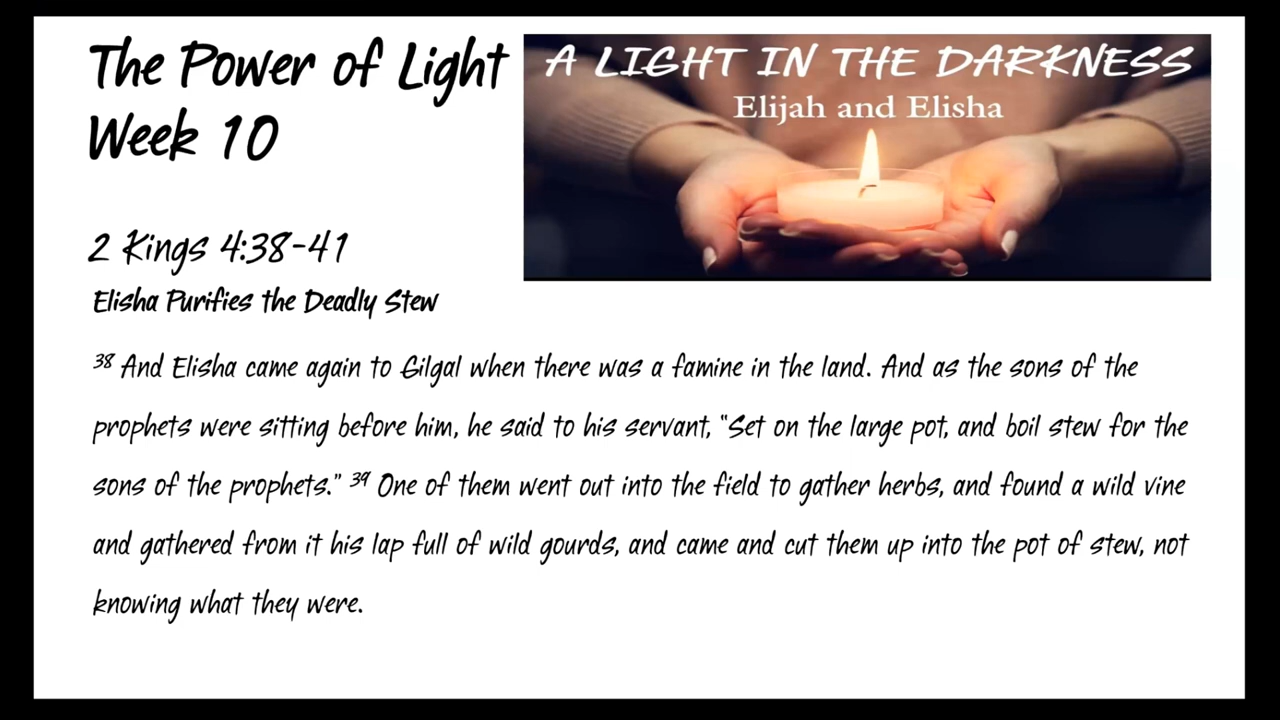 The Power of Light
Week 10
A LIGHT IN THE DARKNESS
Elijah and Elisha
2 Kings 4:38-41
Elisha Purifies the Deadly Stew
38 And Elisha came again to Gilgal when there was a famine in the land. And as the sons of the
prophets were sitting before him, he said to his servant, “Set on the large pot, and boil stew for the
sons of the prophets.” 39 One of them went out into the field to gather herbs, and found a wild vine
and gathered from it his lap full of wild gourds, and came and cut them up into the pot of stew, not
knowing what they were.